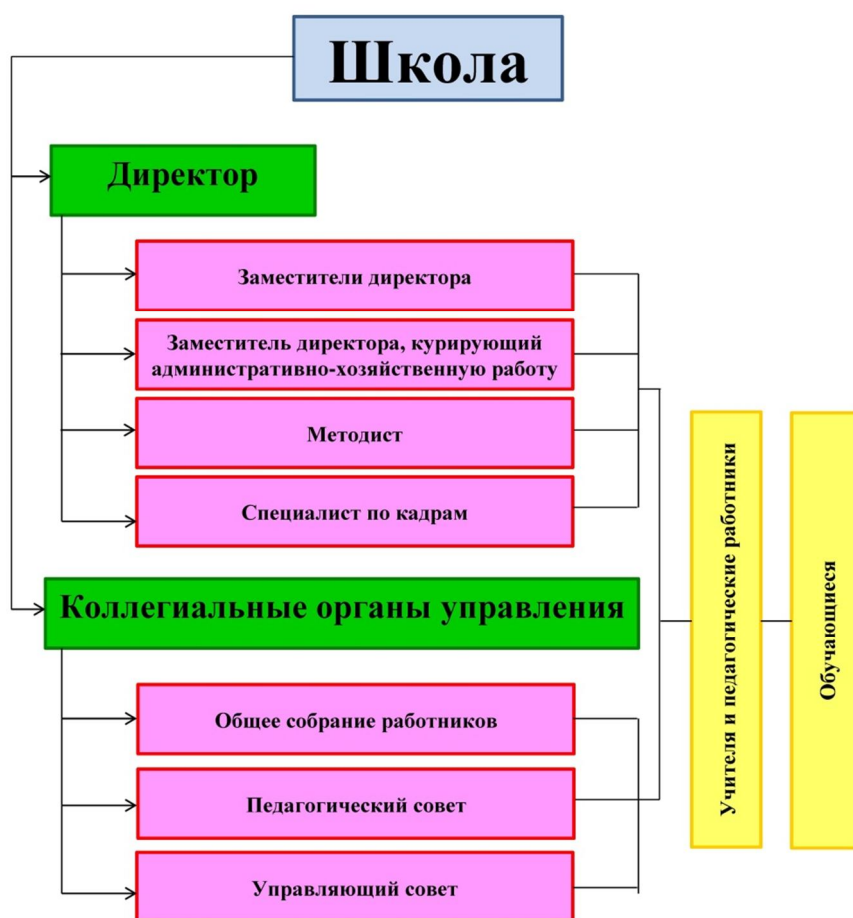 Школа
Директор
Заместители директора
Заместитель директора, курирующий
административно-хозяйственную работу
Методист
Специалист по кадрам
Коллегиальные органы управления
Общее собрание работников
Педагогический совет
Управляющий совет
Учителя и педагогические работники
Обучающиеся